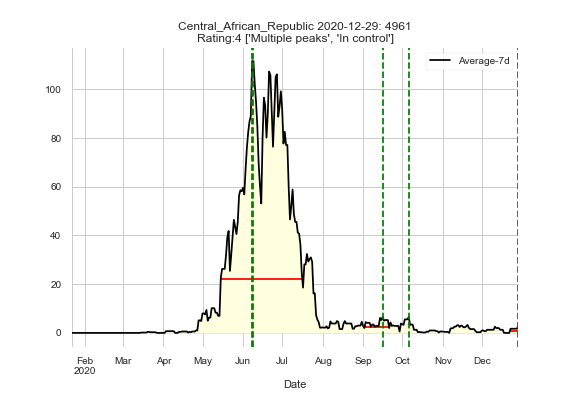 Central_African_Republic 2020-12-29: 4961
Rating:4 ['Multiple peaks', 'In control']
Average-7d
100
80
60
40
20
0
Feb Mar Apr May Jun Jul Aug Sep Oct Nov Dec
2020
Date